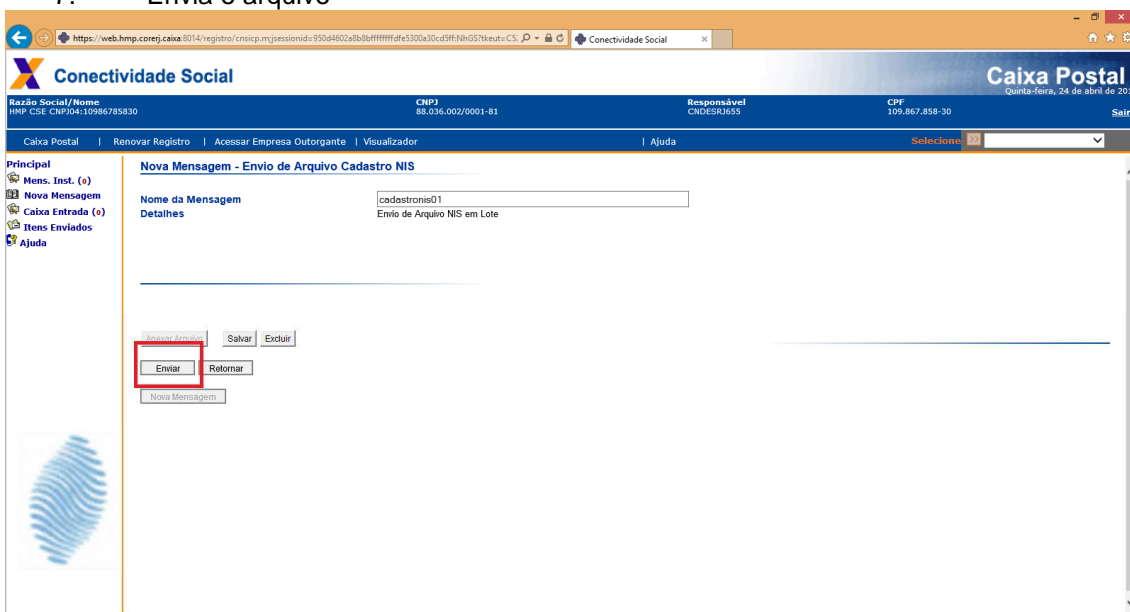 7. Envia o arquivo
https://web.hmp.corerj.caixa:8014/registro/cnsicp.m;jsessionid=950d4602a8b8bffffffffdfe5300a30cd5ff:NhG5?tkeut=C5.
Conectividade Social
X Conectividade Social
Caixa Postal
Quinta-feira, 24 de abril de 20
Razão Social/Nome CNPJ Responsável CPF
HMP CSE CNPJ04:10986785830 88.036.002/0001-81 CNDESRJ655 109.867.858-30 Sair
Caixa Postal | Renovar Registro | Acessar Empresa Outorgante | Visualizador | Ajuda Selecione
Principal
Mens. Inst. (0)
Nova Mensagem
Caixa Entrada (0)
Itens Enviados
Ajuda
Nova Mensagem - Envio de Arquivo Cadastro NIS
Nome da Mensagem cadastronis01
Detalhes Envio de Arquivo NIS em Lote
Anexar Arquivo Salvar Excluir
Enviar Retornar
Nova Mensagem